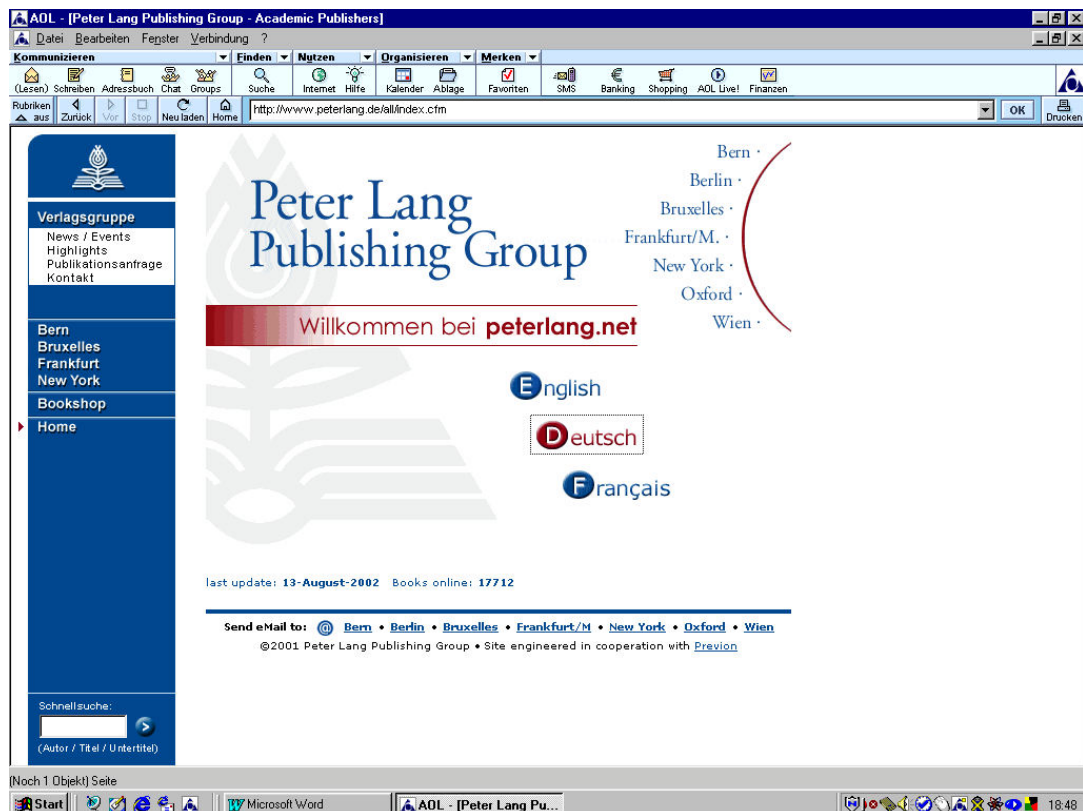 AOL - [Peter Lang Publishing Group - Academic Publishers]
Datei Bearbeiten Fenster Verbindung ?
Kommunizieren Finden Nutzen Organisieren Merken
(Lesen) Schreiben Adressbuch Chat Groups Suche Internet Hilfe Kalender Ablage Favoriten SMS Banking Shopping AOL Live! Finanzen
Rubriken aus Zurück Vor Stop Neu laden Home http://www.peterlang.de/all/index.cfm OK Drucken
Verlagsgruppe
News / Events
Highlights
Publikationsanfrage
Kontakt
Bern
Bruxelles
Frankfurt
New York
Bookshop
Home
Peter Lang
Publishing Group
Bern ·
Berlin ·
Bruxelles ·
Frankfurt/M. ·
New York ·
Oxford ·
Wien ·
Willkommen bei peterlang.net
English
Deutsch
Français
last update: 13-August-2002 Books online: 17712
Send eMail to: @ Bern • Berlin • Bruxelles • Frankfurt/M • New York • Oxford • Wien
©2001 Peter Lang Publishing Group • Site engineered in cooperation with Previon
Schnellsuche:
(Autor / Titel / Untertitel)
(Noch 1 Objekt) Seite
Start Microsoft Word AOL - [Peter Lang Pu... 18:48